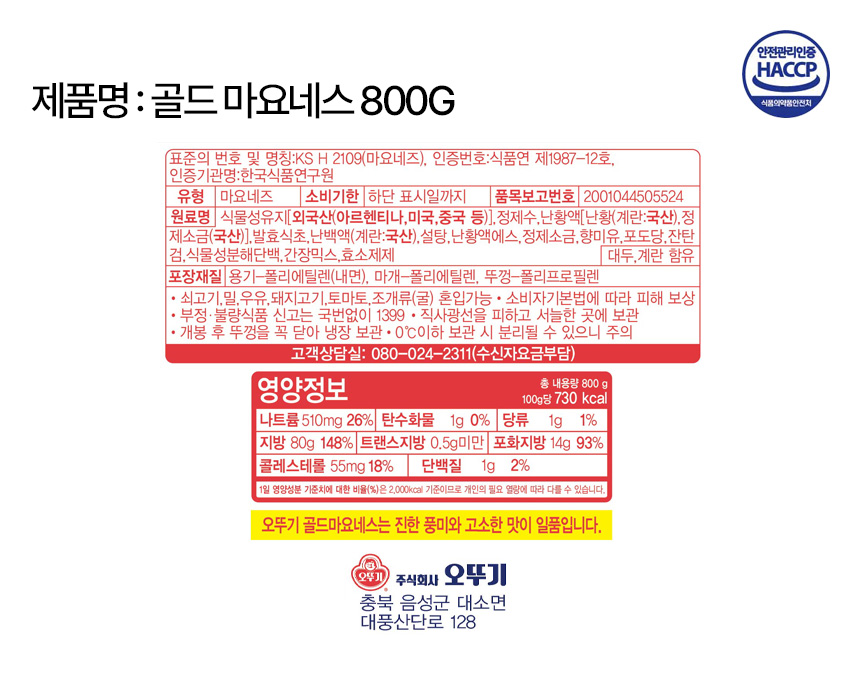 안전관리인증
HACCP
식품의약품안전처
제품명 : 골드 마요네스 800G
표준의 번호 및 명칭:KS H 2109(마요네즈), 인증번호:식품연 제1987-12호,
인증기관명:한국식품연구원
유형 마요네즈 소비기한 하단 표시일까지 품목보고번호 2001044505524
원료명 식물성유지[외국산(아르헨티나,미국,중국 등)],정제수,난황액[난황(계란:국산),정
제소금(국산)],발효식초,난백액(계란:국산),설탕,난황액에스,정제소금,향미유,포도당,잔탄
검,식물성분해단백,간장믹스,효소제제 대두,계란 함유
포장재질 용기-폴리에틸렌(내면), 마개-폴리에틸렌, 뚜껑-폴리프로필렌
• 쇠고기,밀,우유,돼지고기,토마토,조개류(굴) 혼입가능 • 소비자기본법에 따라 피해 보상
• 부정·불량식품 신고는 국번없이 1399 • 직사광선을 피하고 서늘한 곳에 보관
• 개봉 후 뚜껑을 꼭 닫아 냉장 보관 • 0℃이하 보관 시 분리될 수 있으니 주의
고객상담실: 080-024-2311(수신자요금부담)
영양정보 총 내용량 800 g
100g당 730 kcal
나트륨 510mg 26% 탄수화물 1g 0% 당류 1g 1%
지방 80g 148% 트랜스지방 0.5g미만 포화지방 14g 93%
콜레스테롤 55mg 18% 단백질 1g 2%
1일 영양성분 기준치에 대한 비율(%)은 2,000kcal 기준이므로 개인의 필요 열량에 따라 다를 수 있습니다.
오뚜기 골드마요네스는 진한 풍미와 고소한 맛이 일품입니다.
오뚜기 주식회사 오뚜기
충북 음성군 대소면
대풍산단로 128